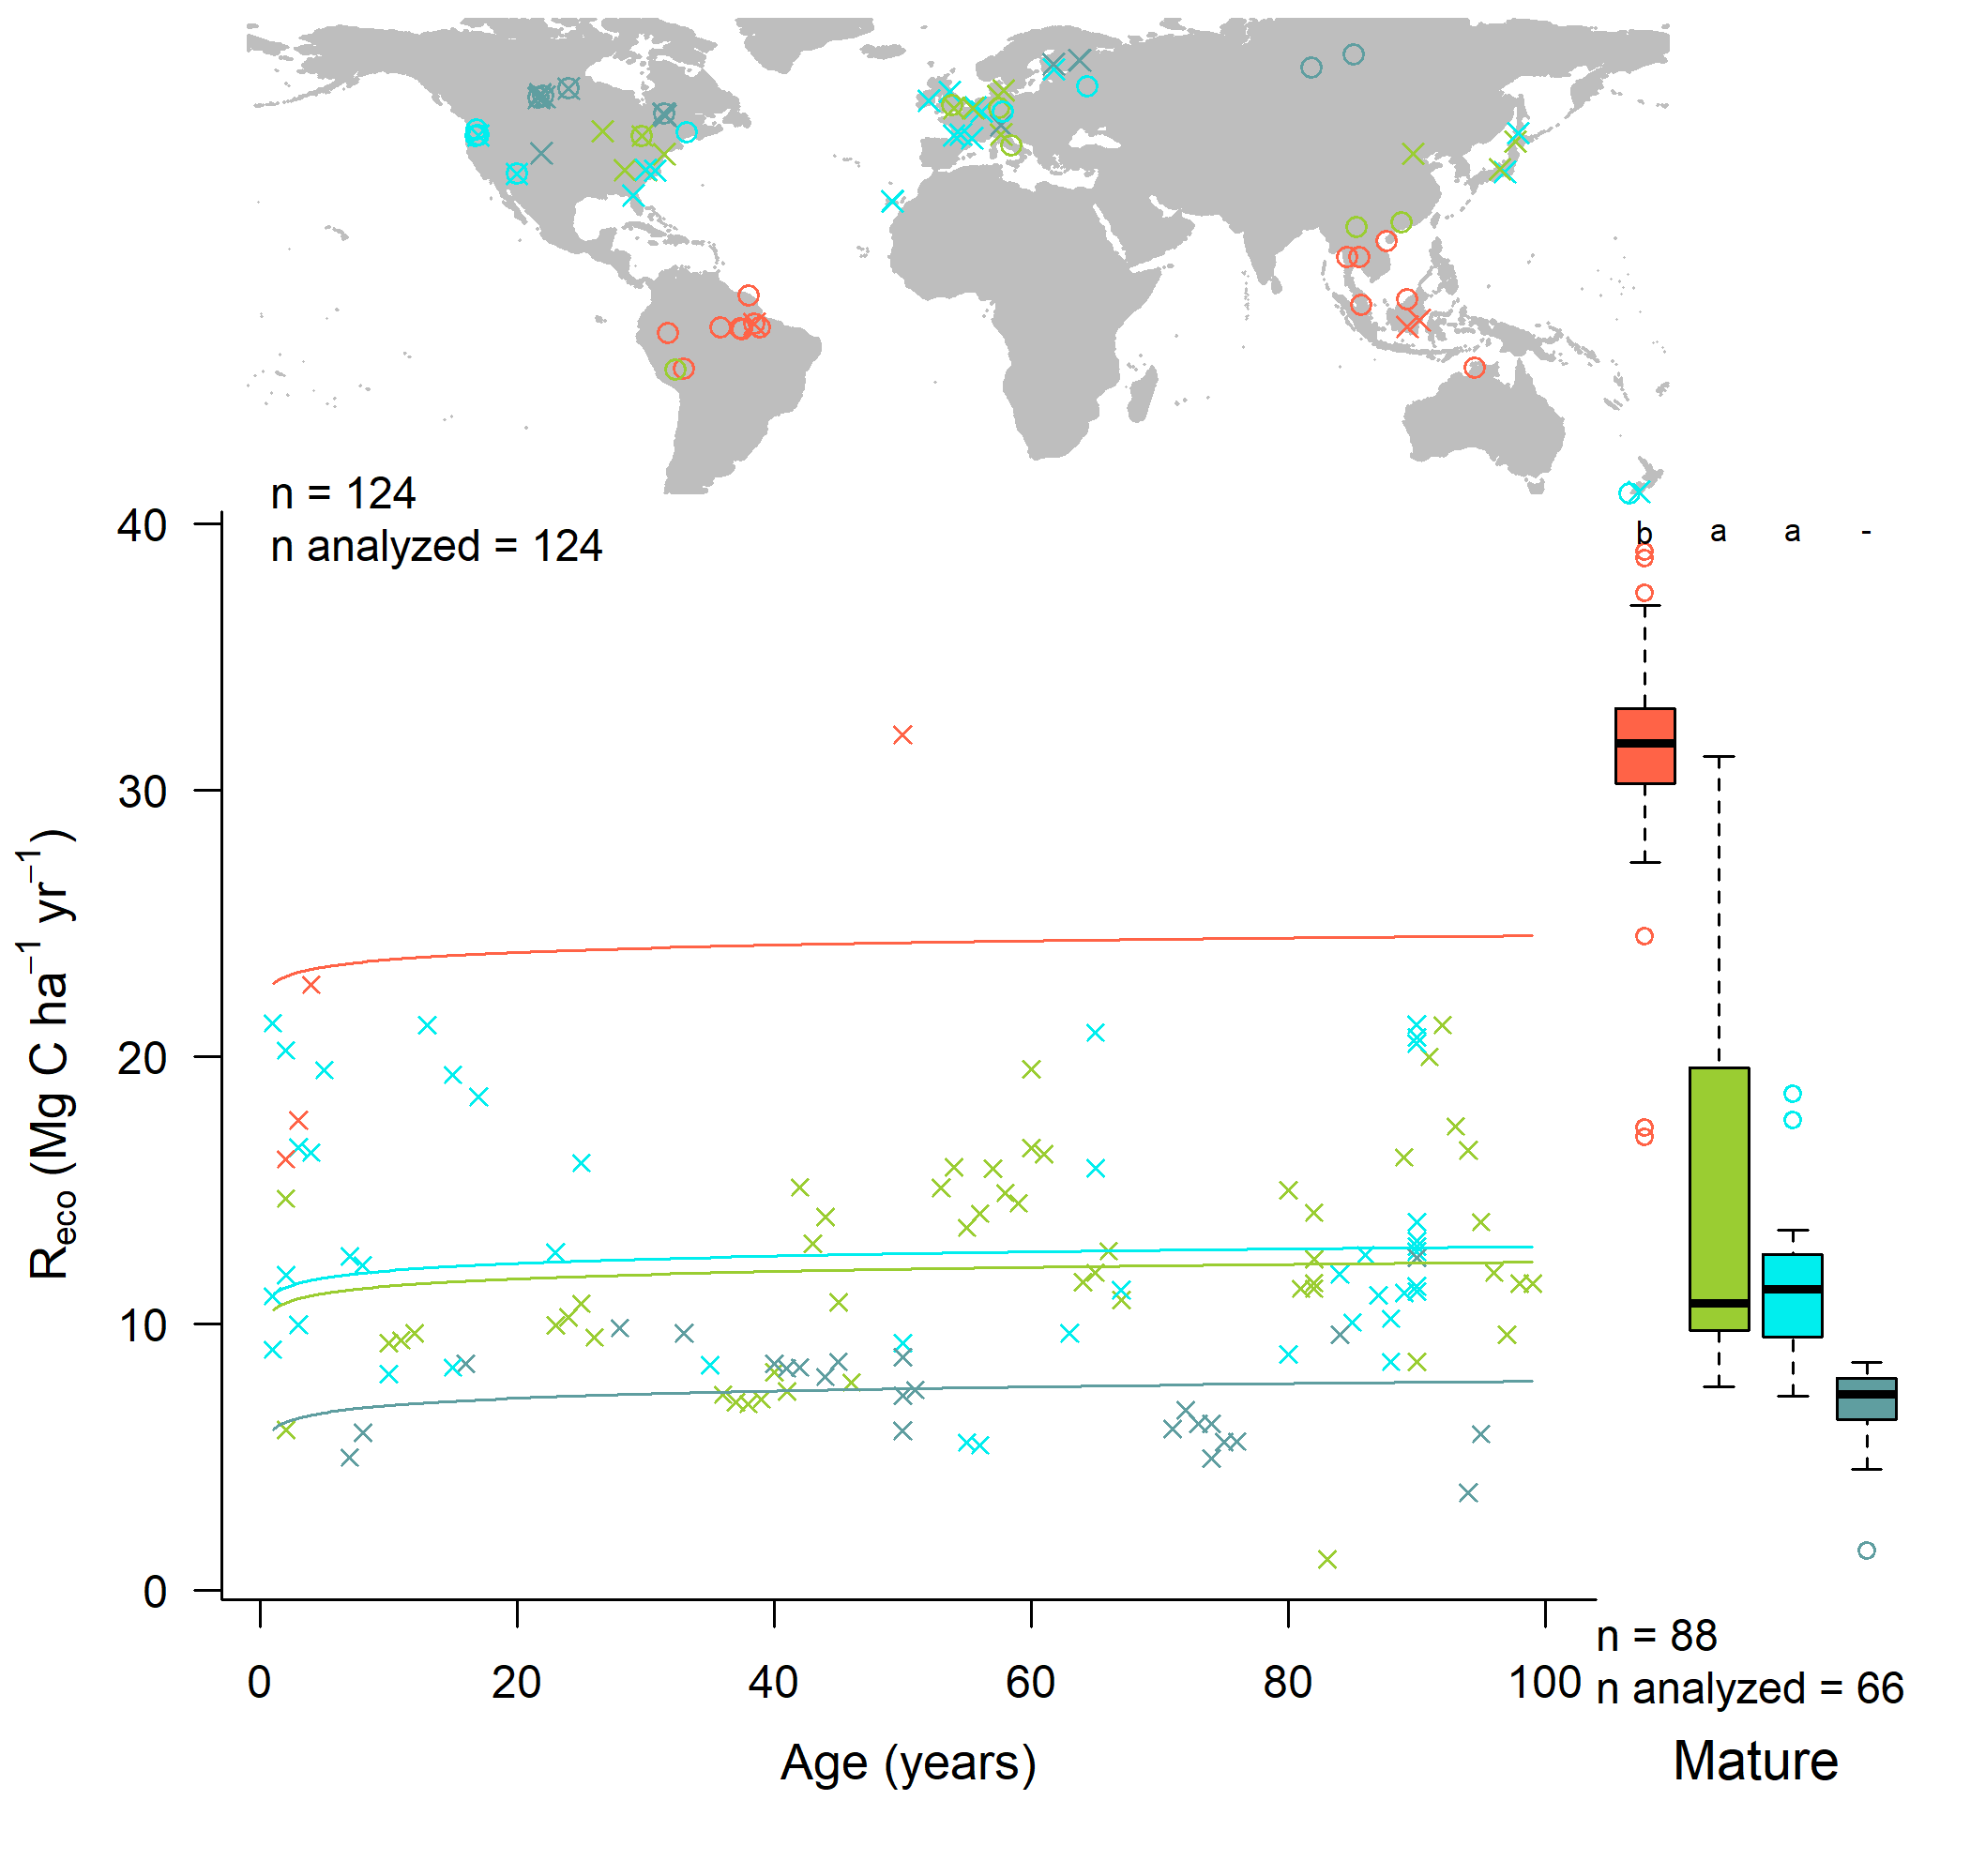 n = 124
n analyzed = 124
b a a -
40
30
20
10
0
R_eco (Mg C ha⁻¹ yr⁻¹)
0 20 40 60 80 100
Age (years)
n = 88
n analyzed = 66
Mature